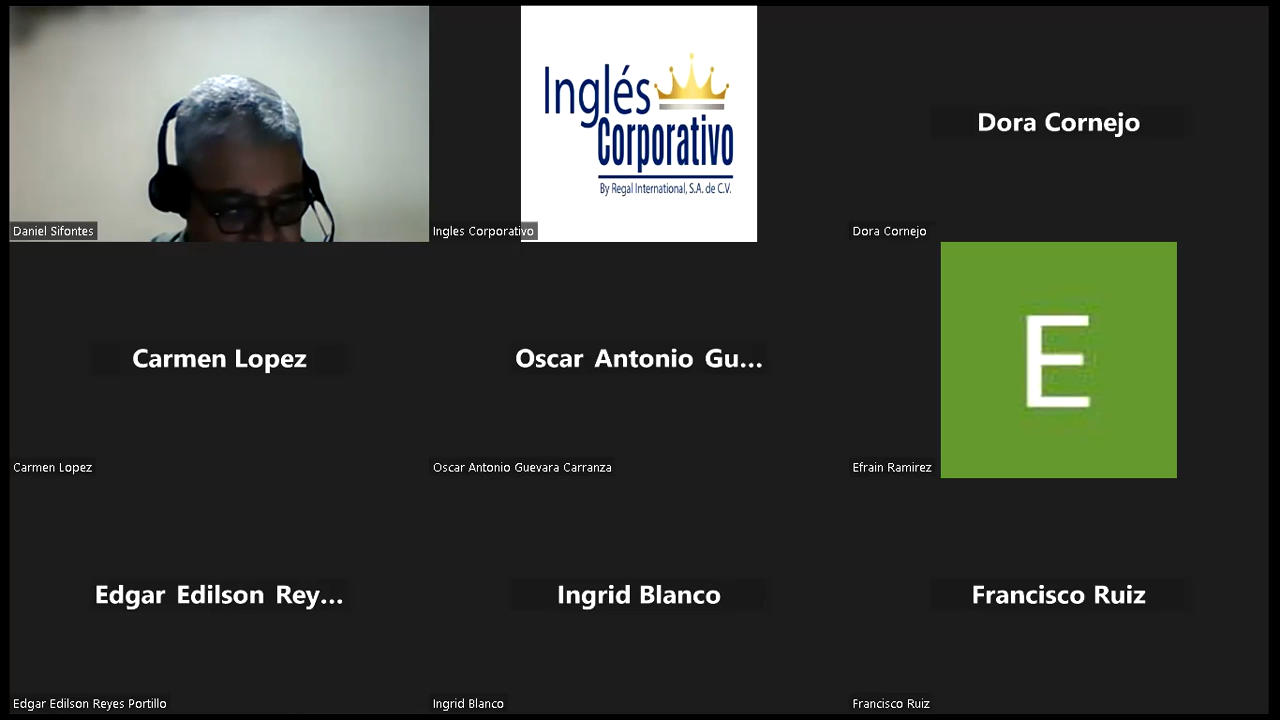 Inglés
Corporativo
By Regal International, S.A. de C.V.
Dora Cornejo
Daniel Sifontes
Ingles Corporativo
Dora Cornejo
Carmen Lopez
Oscar Antonio Gu...
E
Carmen Lopez
Oscar Antonio Guevara Carranza
Efrain Ramirez
Edgar Edilson Rey...
Ingrid Blanco
Francisco Ruiz
Edgar Edilson Reyes Portillo
Ingrid Blanco
Francisco Ruiz